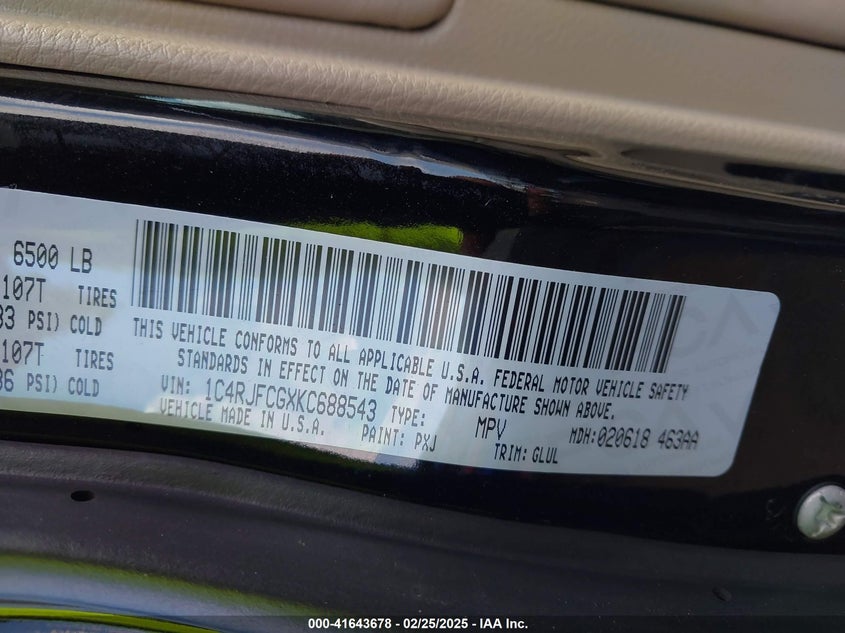 6500 LB
107T TIRES
33 PSI) COLD
107T TIRES
36 PSI) COLD
THIS VEHICLE CONFORMS TO ALL APPLICABLE U.S.A. FEDERAL MOTOR VEHICLE SAFETY
STANDARDS IN EFFECT ON THE DATE OF MANUFACTURE SHOWN ABOVE.
VIN: 1C4RJFCGXKC688543 TYPE: MPV MDH:020618 463AA
VEHICLE MADE IN U.S.A. PAINT: PXJ TRIM: GLUL
000-41643678 - 02/25/2025 - IAA Inc.